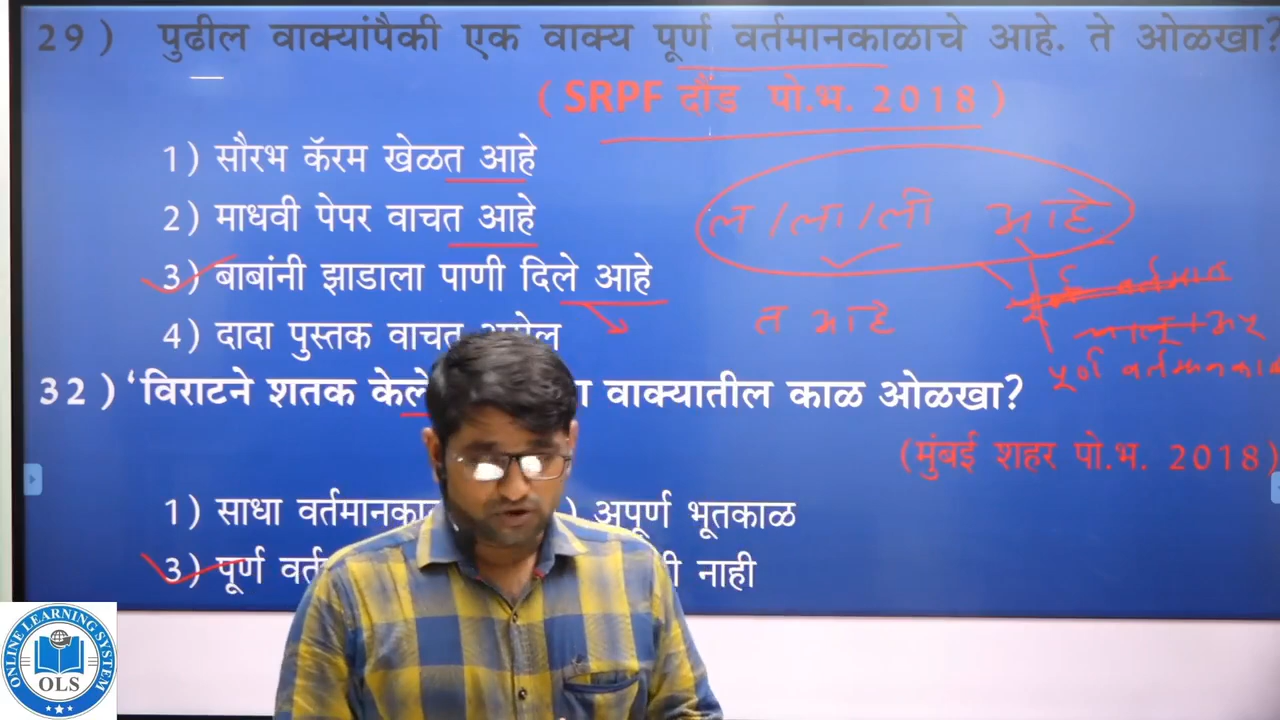 29) पुढील वाक्यांपैकी एक वाक्य पूर्ण वर्तमानकाळाचे आहे. ते ओळखा?
(SRPF दौंड पो.भ. 2018)
1) सौरभ कॅरम खेळत आहे
2) माधवी पेपर वाचत आहे
3) बाबांनी झाडाला पाणी दिले आहे
4) दादा पुस्तक वाचत
ल/ला/ली आहे
त आहे
पूर्ण वर्तमानकाळ
32) ‘विराटने शतक केले वाक्यातील काळ ओळखा?
(मुंबई शहर पो.भ. 2018)
1) साधा वर्तमानका ) अपूर्ण भूतकाळ
3) पूर्ण वर्त नाही
ONLINE LEARNING SYSTEM
OLS